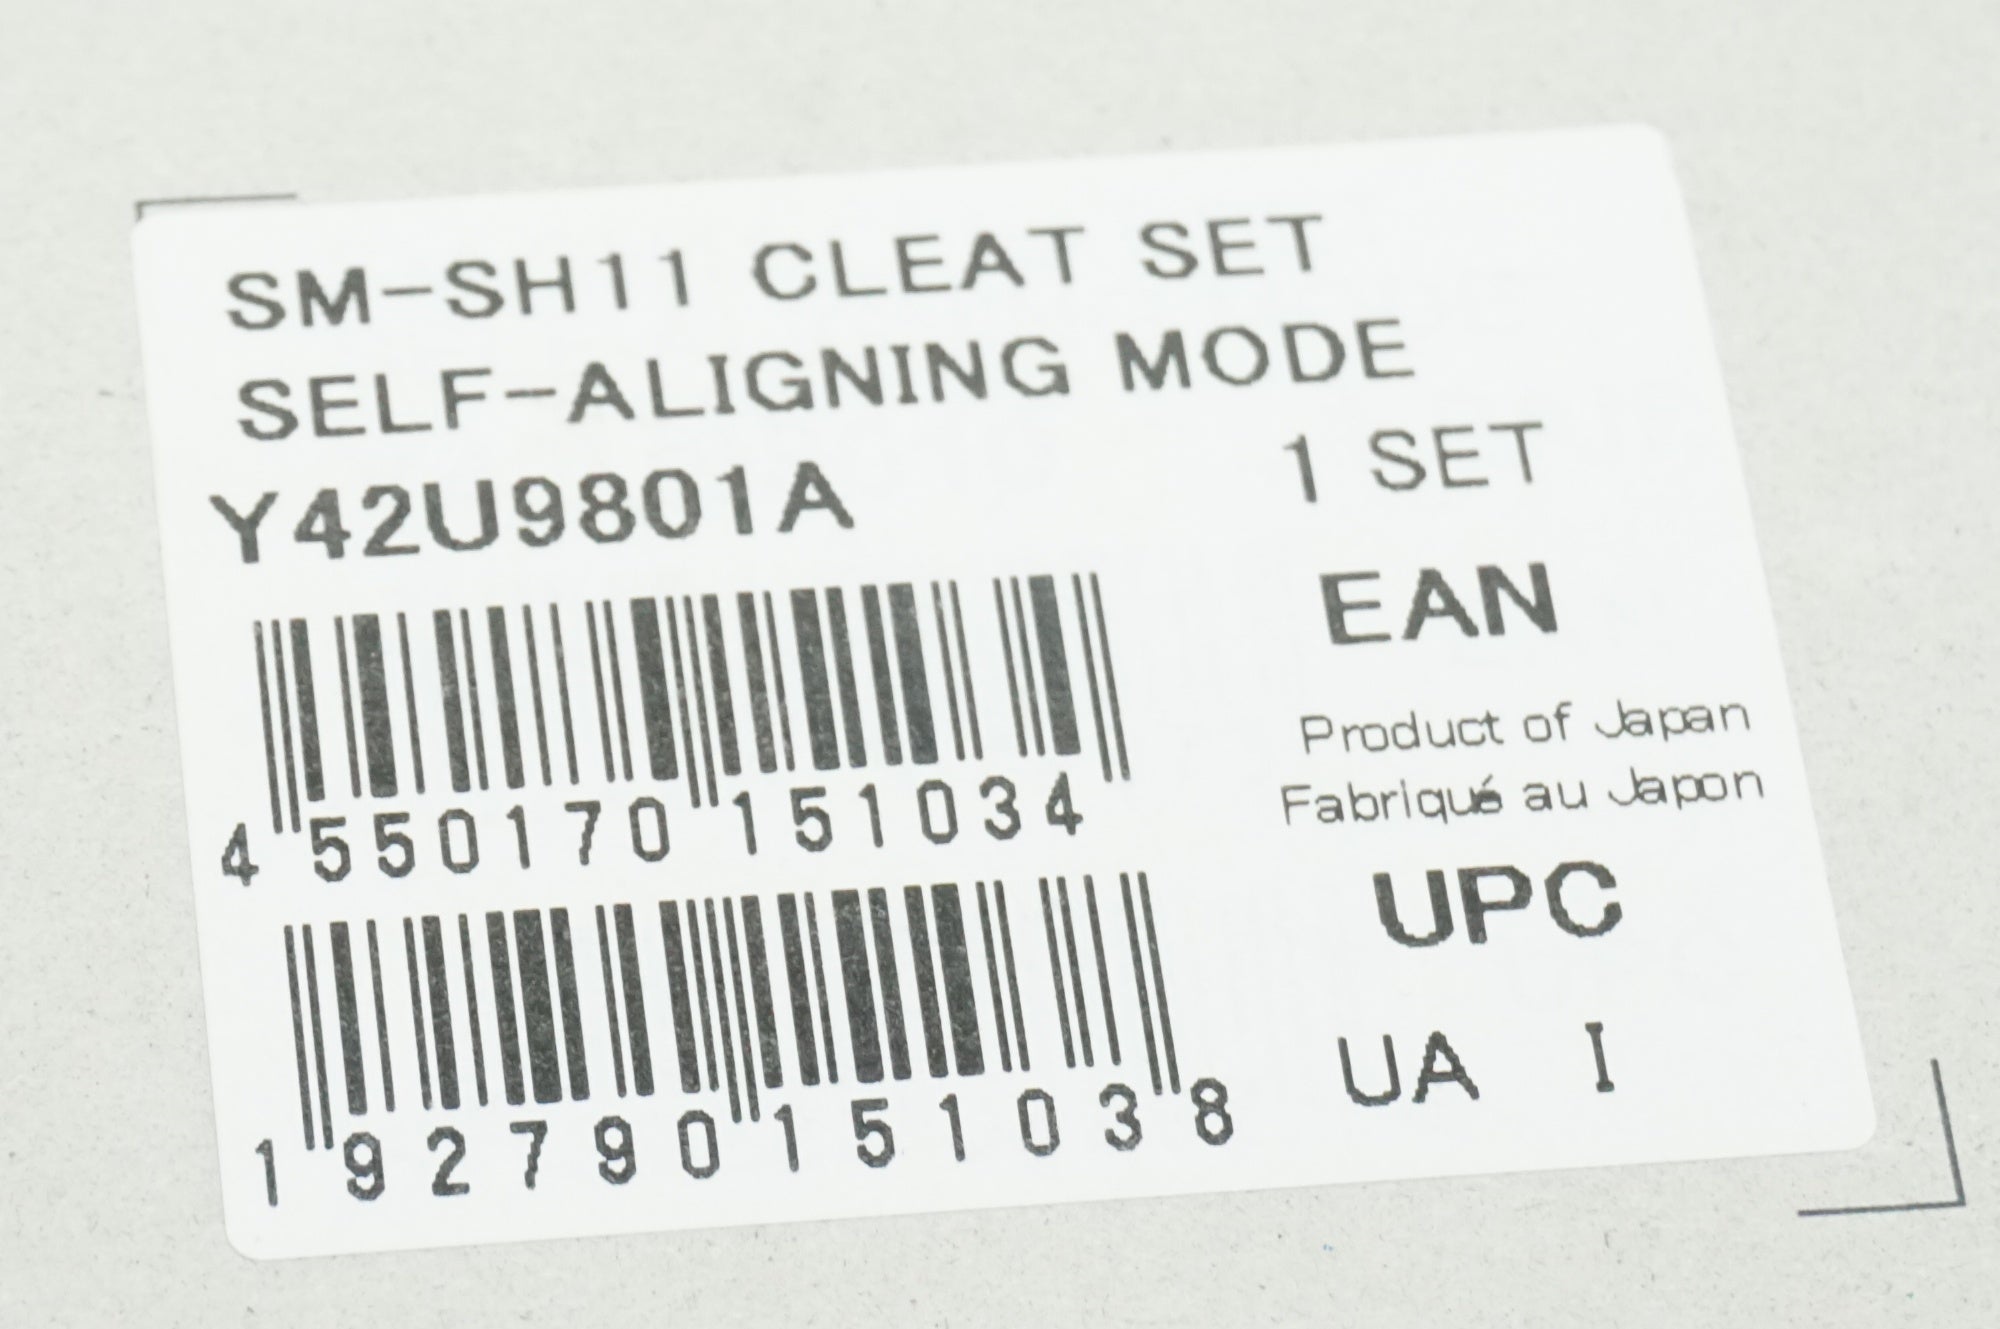 SM-SH11 CLEAT SET
SELF-ALIGNING MODE
Y42U9801A
1 SET
EAN
4 550170 151034
Product of Japan
Fabriqué au Japon
UPC
1 92790 15103 8
UA I